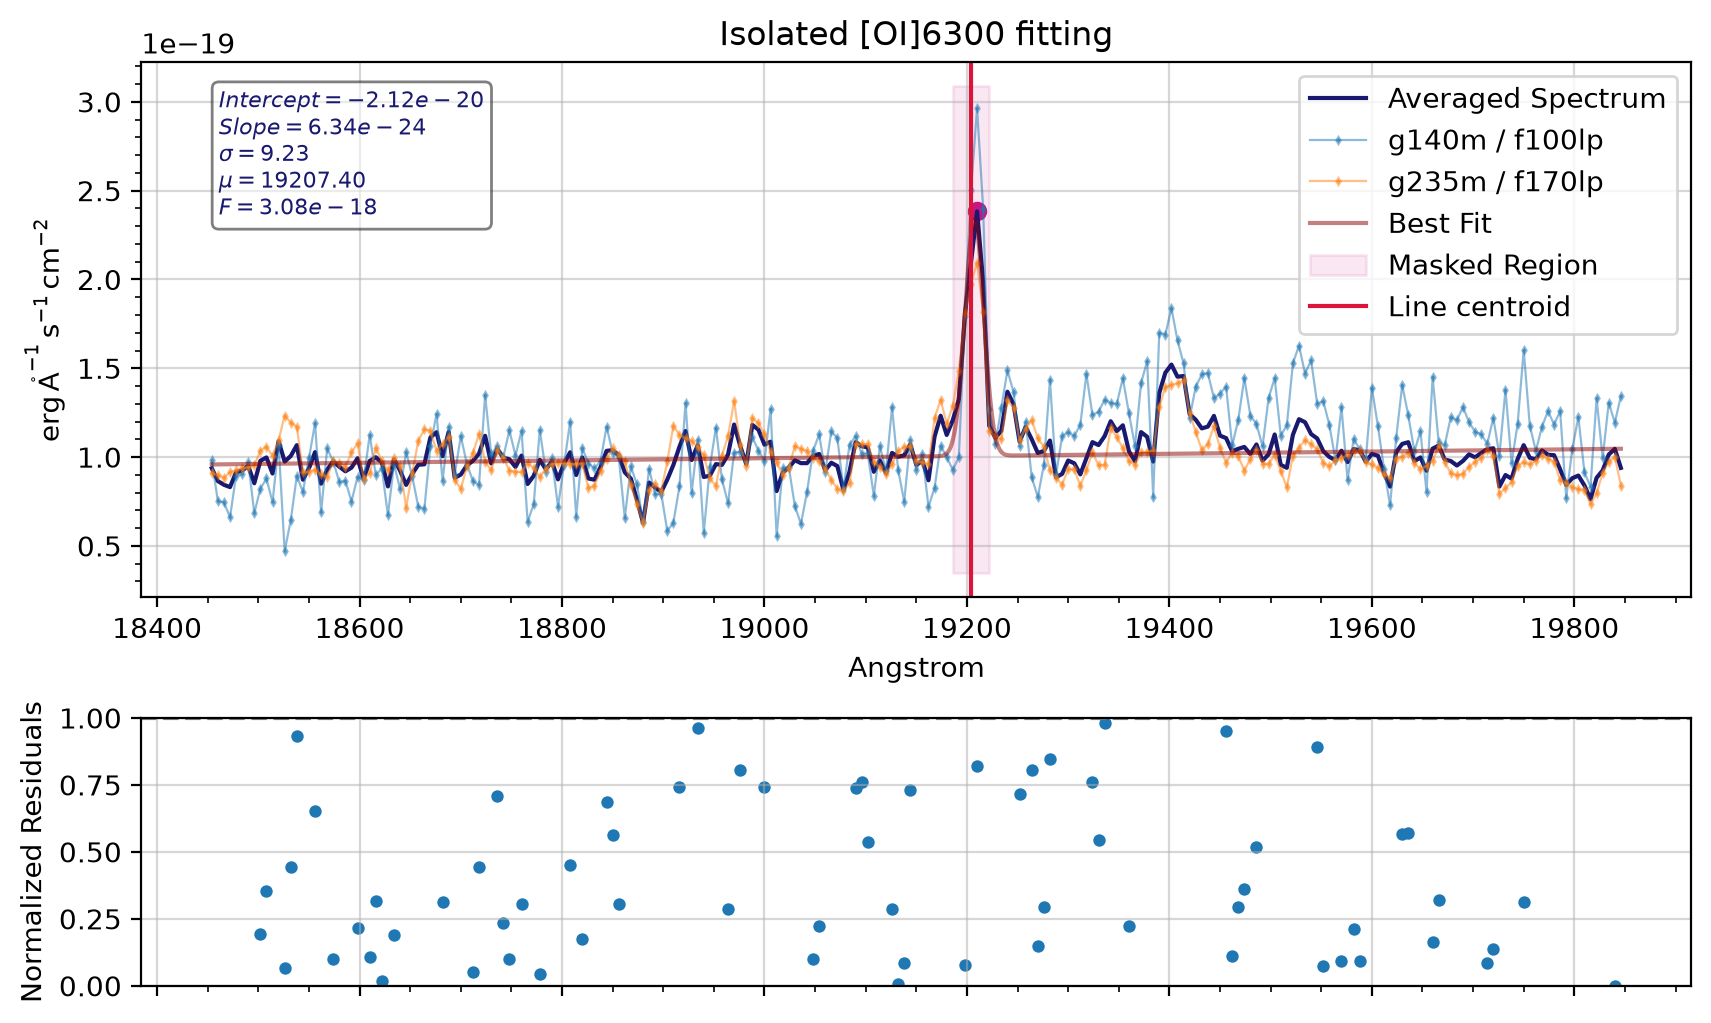 Isolated [OI]6300 fitting
1e−19
Intercept = −2.12e − 20
Slope = 6.34e − 24
σ = 9.23
μ = 19207.40
F = 3.08e − 18
Averaged Spectrum
g140m / f100lp
g235m / f170lp
Best Fit
Masked Region
Line centroid
3.0
2.5
2.0
1.5
1.0
0.5
erg Å⁻¹ s⁻¹ cm⁻²
18400 18600 18800 19000 19200 19400 19600 19800
Angstrom
1.00
0.75
0.50
0.25
0.00
Normalized Residuals